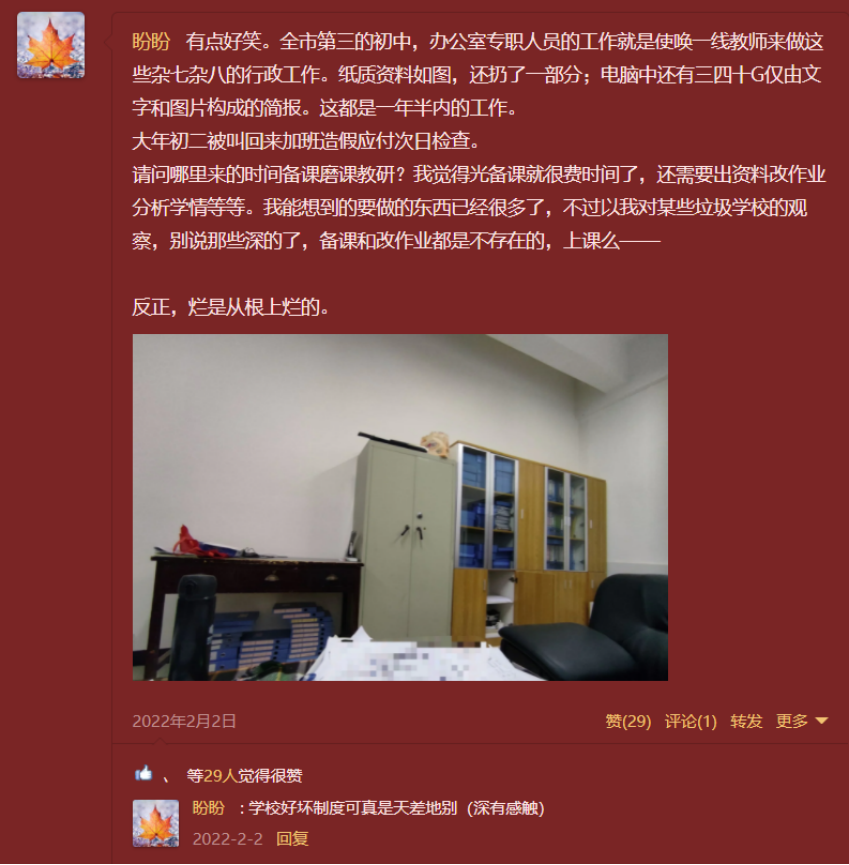 盼盼 有点好笑。全市第三的初中，办公室专职人员的工作就是使唤一线教师来做这
些杂七杂八的行政工作。纸质资料如图，还扔了一部分；电脑中还有三四十G仅由文
字和图片构成的简报。这都是一年半内的工作。
大年初二被叫回来加班造假应付次日检查。
请问哪里来的时间备课磨课教研？我觉得光备课就很费时间了，还需要出资料改作业
分析学情等等。我能想到的要做的东西已经很多了，不过以我对某些垃圾学校的观
察，别说那些深的了，备课和改作业都是不存在的，上课么——
反正，烂是从根上烂的。
2022年2月2日 赞(29) 评论(1) 转发 更多
、 等29人觉得很赞
盼盼 : 学校好坏制度可真是天差地别（深有感触）
2022-2-2 回复